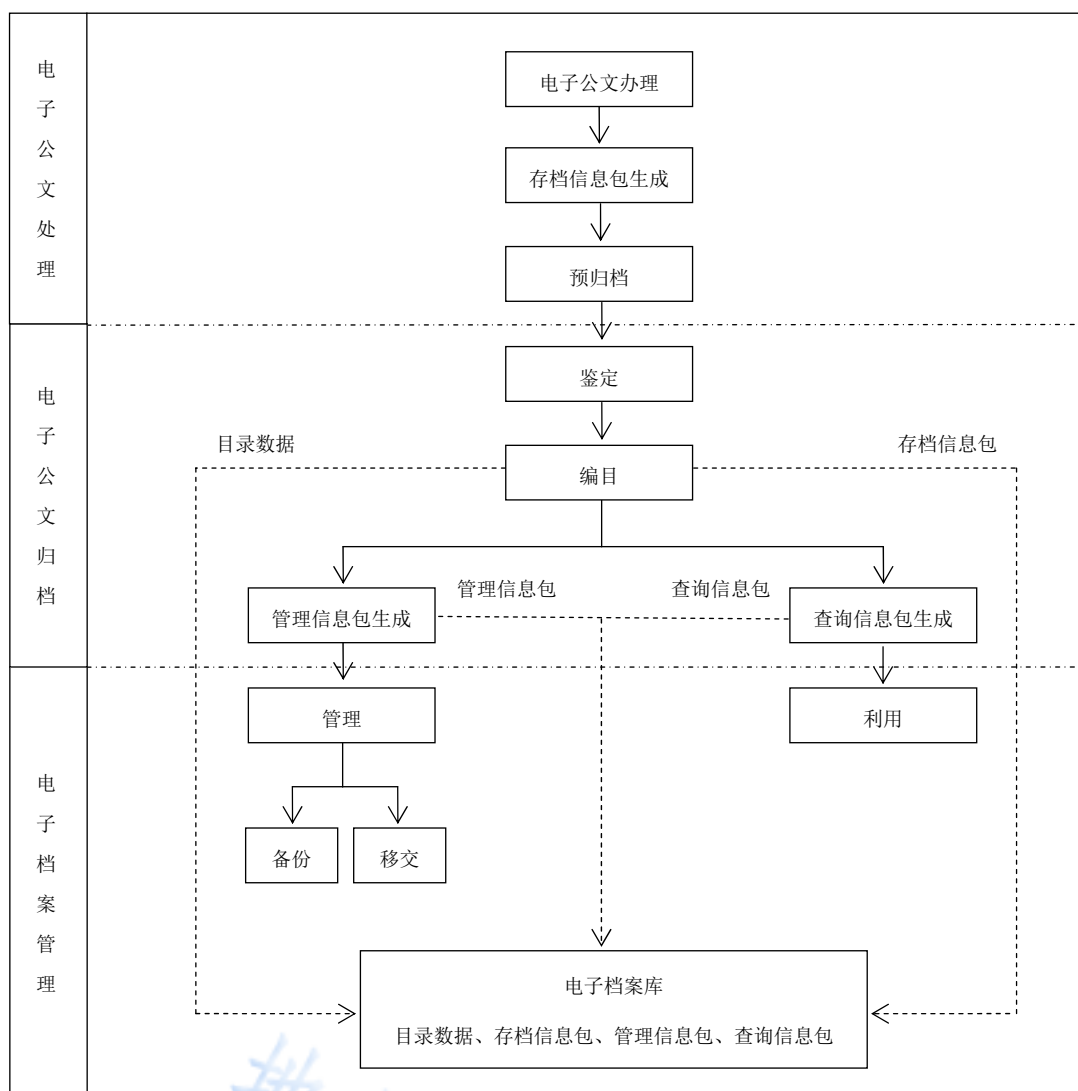 电子公文处理
电子公文办理
存档信息包生成
预归档
电子公文归档
鉴定
目录数据
存档信息包
编目
管理信息包
查询信息包
管理信息包生成
查询信息包生成
电子档案管理
管理
利用
备份
移交
电子档案库
目录数据、存档信息包、管理信息包、查询信息包